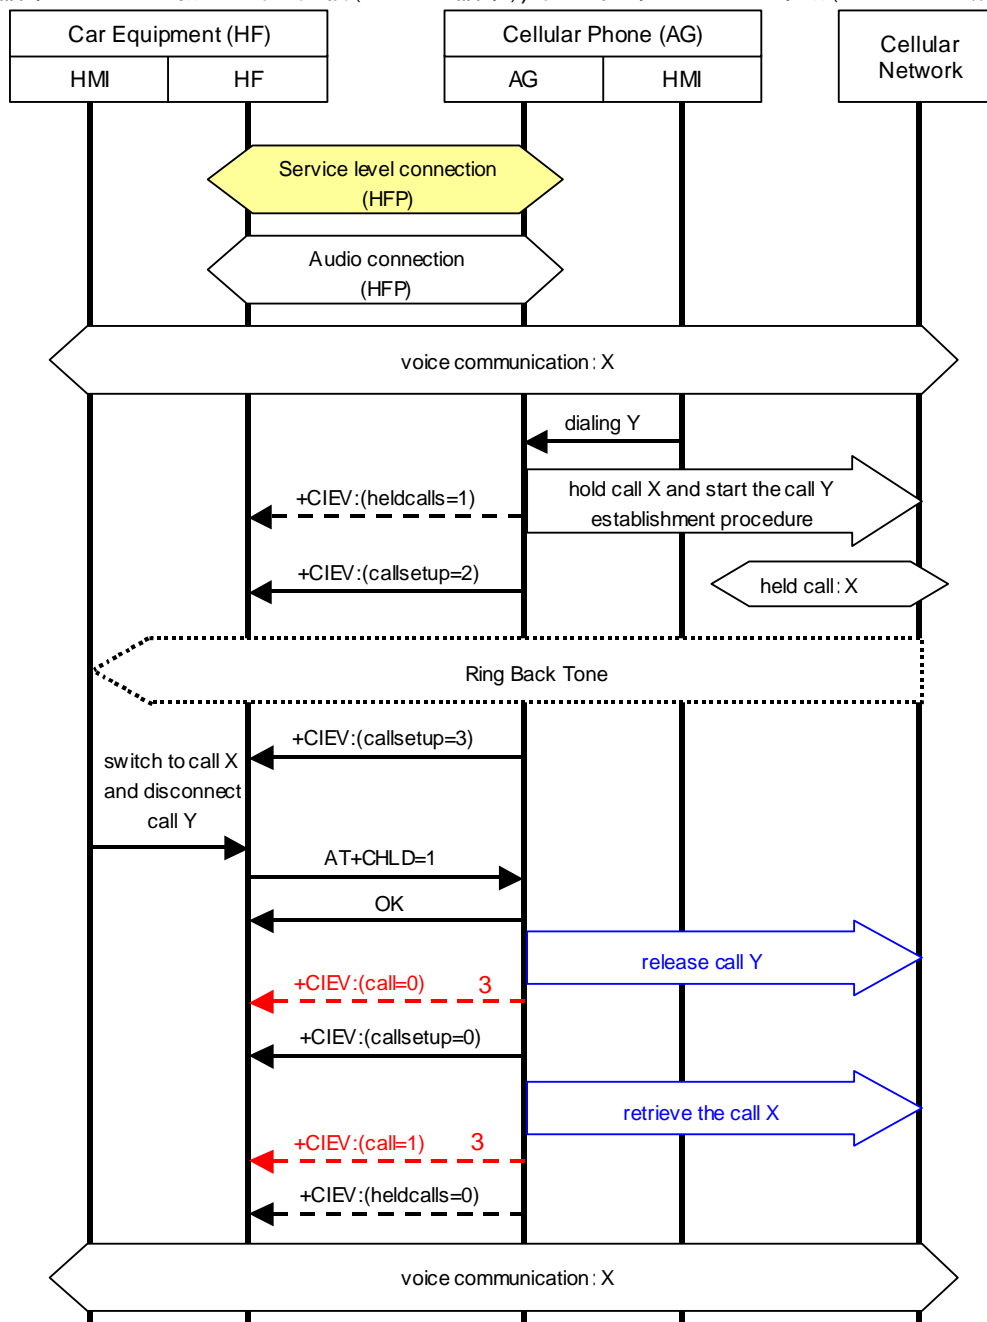 Car Equipment (HF)
Cellular Phone (AG)
Cellular
Network
HMI
HF
AG
HMI
Service level connection
(HFP)
Audio connection
(HFP)
voice communication: X
dialing Y
+CIEV:(heldcalls=1)
hold call X and start the call Y
establishment procedure
+CIEV:(callsetup=2)
held call: X
Ring Back Tone
+CIEV:(callsetup=3)
switch to call X
and disconnect
call Y
AT+CHLD=1
OK
release call Y
+CIEV:(call=0) 3
+CIEV:(callsetup=0)
retrieve the call X
+CIEV:(call=1) 3
+CIEV:(heldcalls=0)
voice communication: X